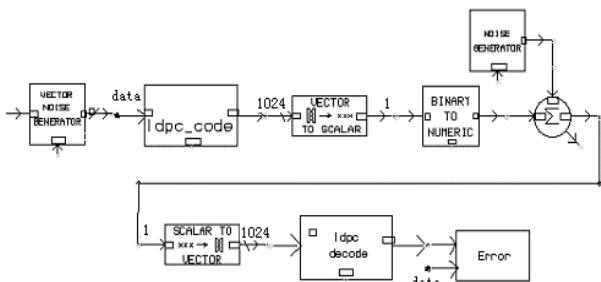 NOISE
GENERATOR
VECTOR
NOISE
GENERATOR
data
ldpc_code
1024
VECTOR
TO SCALAR
1
BINARY
TO
NUMERIC
Σ
1
SCALAR TO
VECTOR
1024
ldpc
decode
Error
data